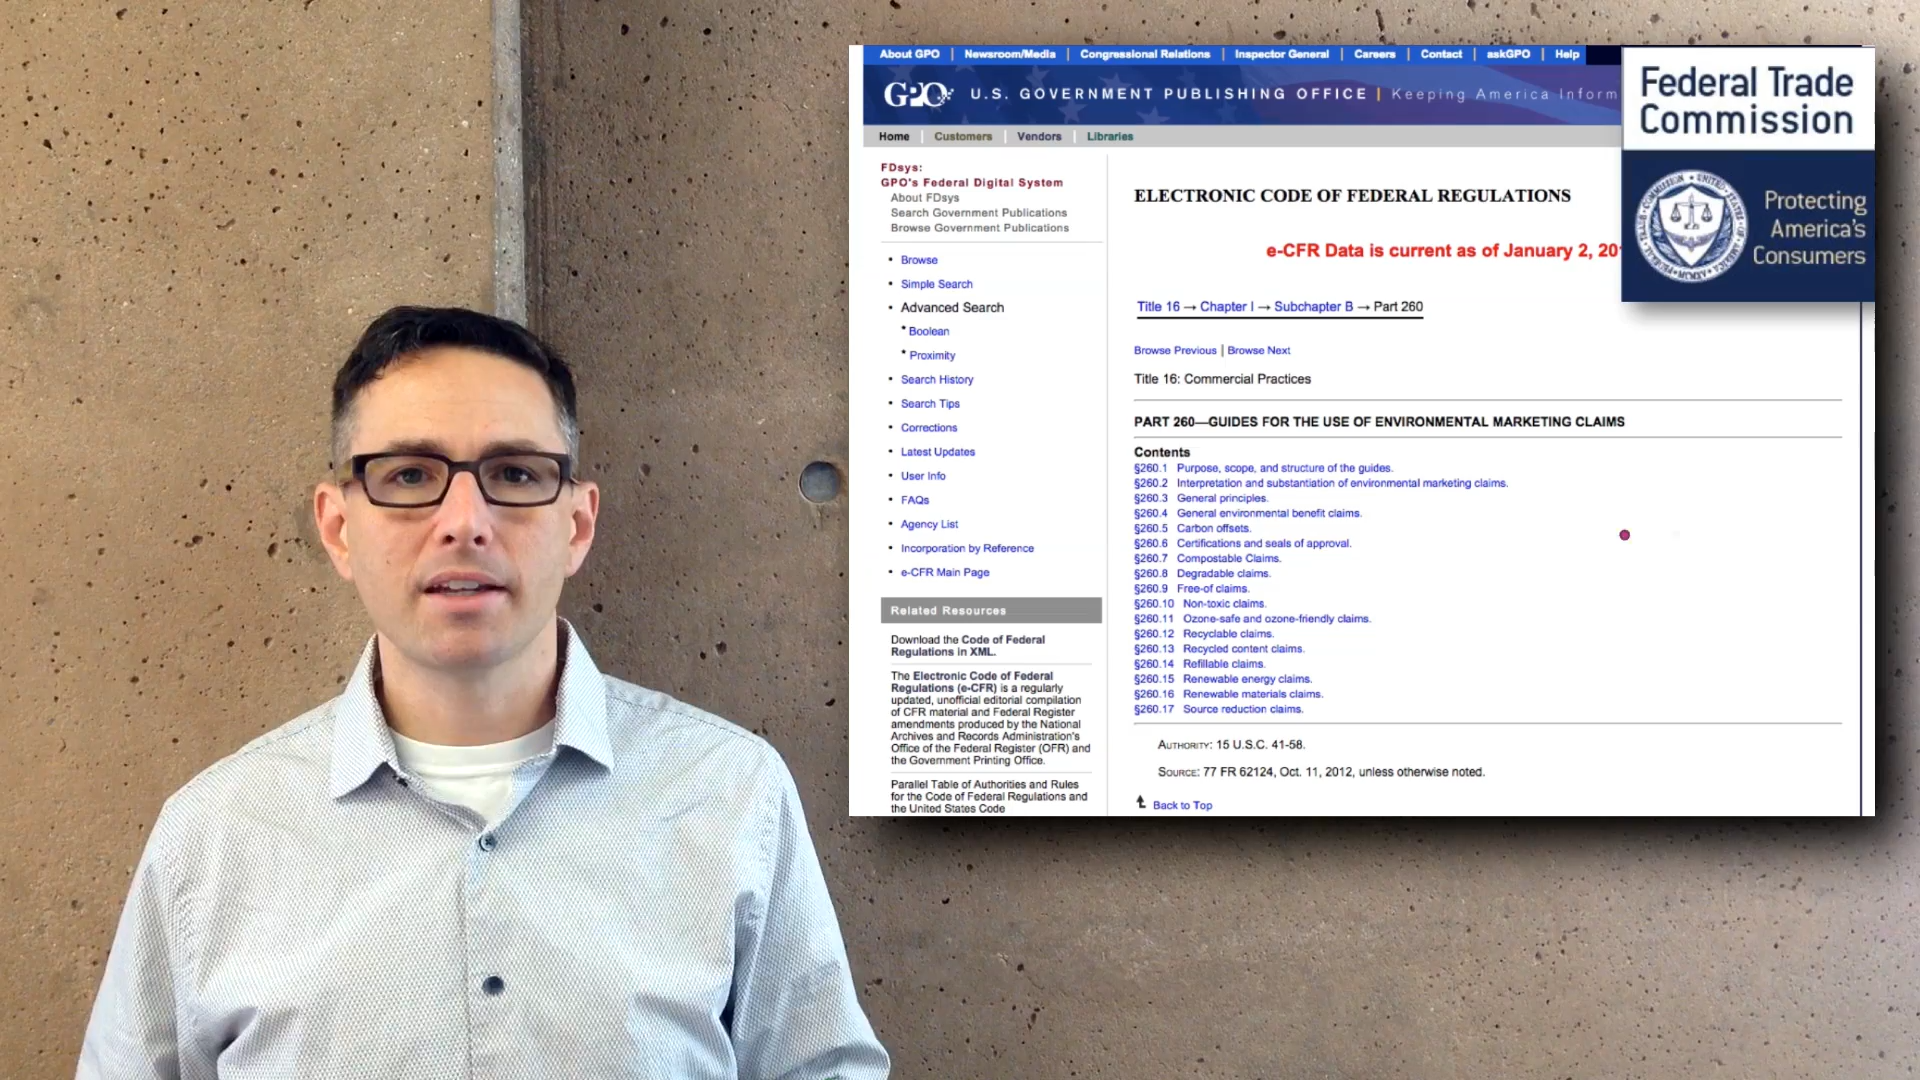 About GPO | Newsroom/Media | Congressional Relations | Inspector General | Careers | Contact | askGPO | Help
GPO U.S. GOVERNMENT PUBLISHING OFFICE | Keeping America Inform
Home | Customers | Vendors | Libraries
FDsys:
GPO's Federal Digital System
About FDsys
Search Government Publications
Browse Government Publications
• Browse
• Simple Search
• Advanced Search
* Boolean
* Proximity
• Search History
• Search Tips
• Corrections
• Latest Updates
• User Info
• FAQs
• Agency List
• Incorporation by Reference
• e-CFR Main Page
Related Resources
Download the Code of Federal
Regulations in XML.
The Electronic Code of Federal
Regulations (e-CFR) is a regularly
updated, unofficial editorial compilation
of CFR material and Federal Register
amendments produced by the National
Archives and Records Administration's
Office of the Federal Register (OFR) and
the Government Printing Office.
Parallel Table of Authorities and Rules
for the Code of Federal Regulations and
the United States Code
ELECTRONIC CODE OF FEDERAL REGULATIONS
e-CFR Data is current as of January 2, 20
Title 16 → Chapter I → Subchapter B → Part 260
Browse Previous | Browse Next
Title 16: Commercial Practices
PART 260—GUIDES FOR THE USE OF ENVIRONMENTAL MARKETING CLAIMS
Contents
§260.1 Purpose, scope, and structure of the guides.
§260.2 Interpretation and substantiation of environmental marketing claims.
§260.3 General principles.
§260.4 General environmental benefit claims.
§260.5 Carbon offsets.
§260.6 Certifications and seals of approval.
§260.7 Compostable Claims.
§260.8 Degradable claims.
§260.9 Free-of claims.
§260.10 Non-toxic claims.
§260.11 Ozone-safe and ozone-friendly claims.
§260.12 Recyclable claims.
§260.13 Recycled content claims.
§260.14 Refillable claims.
§260.15 Renewable energy claims.
§260.16 Renewable materials claims.
§260.17 Source reduction claims.
AUTHORITY: 15 U.S.C. 41-58.
SOURCE: 77 FR 62124, Oct. 11, 2012, unless otherwise noted.
Back to Top
Federal Trade
Commission
Protecting
America's
Consumers